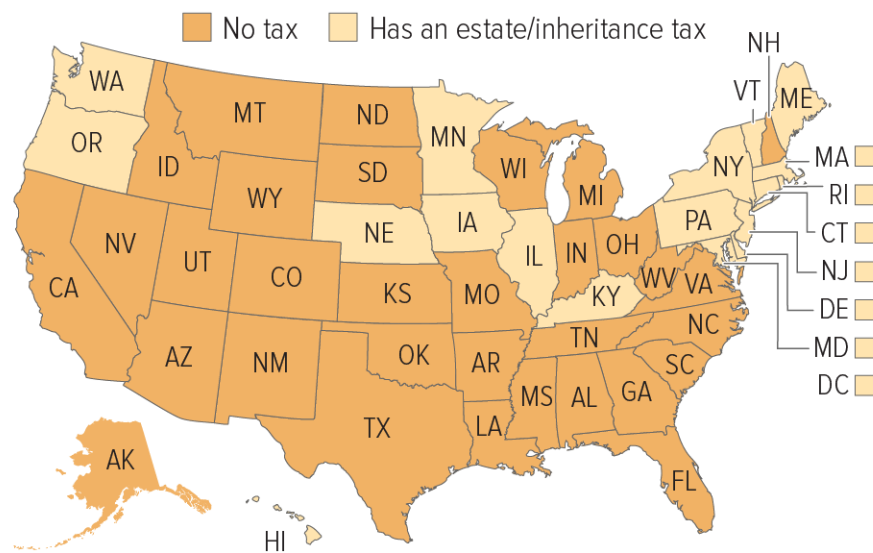 No tax
Has an estate/inheritance tax
NH
WA
MT
ND
MN
VT
ME
OR
ID
SD
WI
NY
MA
WY
MI
RI
NE
IA
PA
CT
NV
UT
CO
IL
IN
OH
NJ
CA
KS
MO
KY
WV
VA
DE
NC
MD
AZ
NM
OK
AR
TN
SC
DC
MS
AL
GA
TX
LA
AK
FL
HI